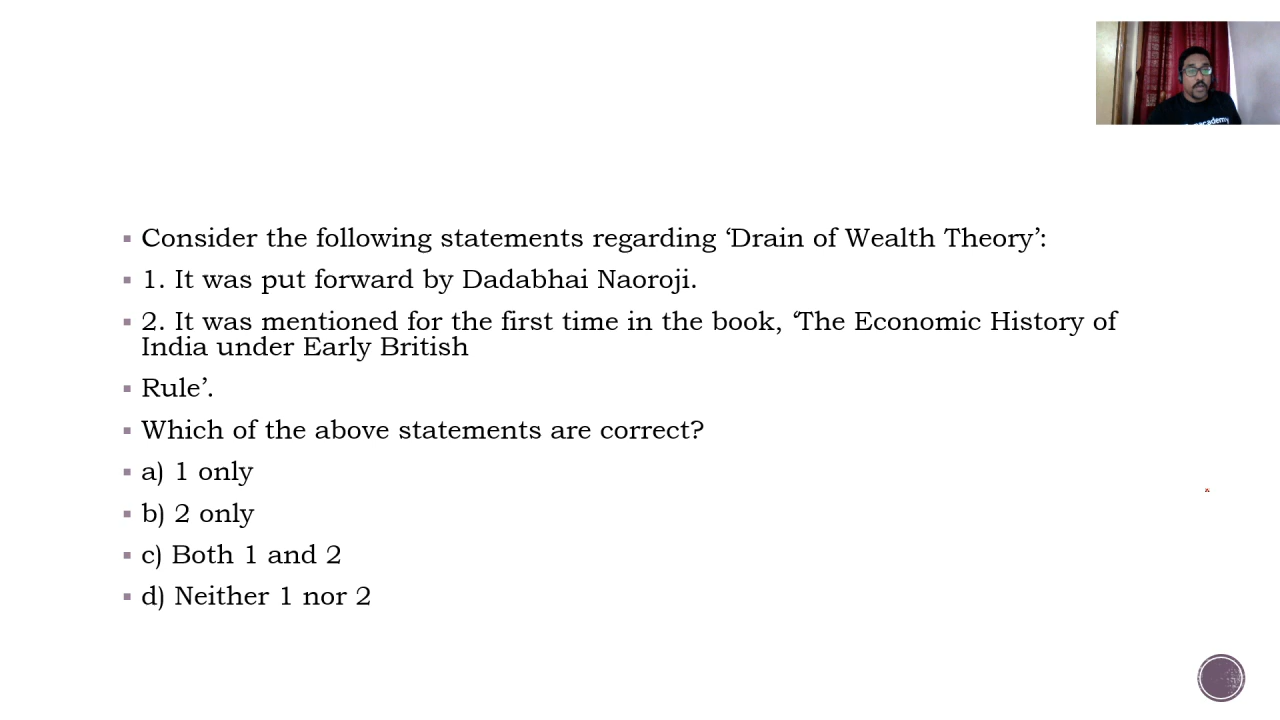 Consider the following statements regarding ‘Drain of Wealth Theory’:
1. It was put forward by Dadabhai Naoroji.
2. It was mentioned for the first time in the book, ‘The Economic History of
India under Early British
Rule’.
Which of the above statements are correct?
a) 1 only
b) 2 only
c) Both 1 and 2
d) Neither 1 nor 2